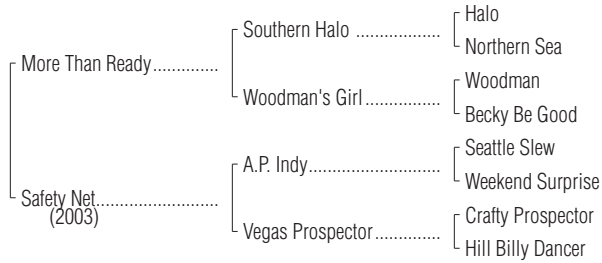 Halo
Southern Halo ..................
Northern Sea
More Than Ready..............
Woodman
Woodman's Girl................
Becky Be Good
Seattle Slew
A.P. Indy.........................
Weekend Surprise
Safety Net..........................
(2003)
Crafty Prospector
Vegas Prospector..............
Hill Billy Dancer